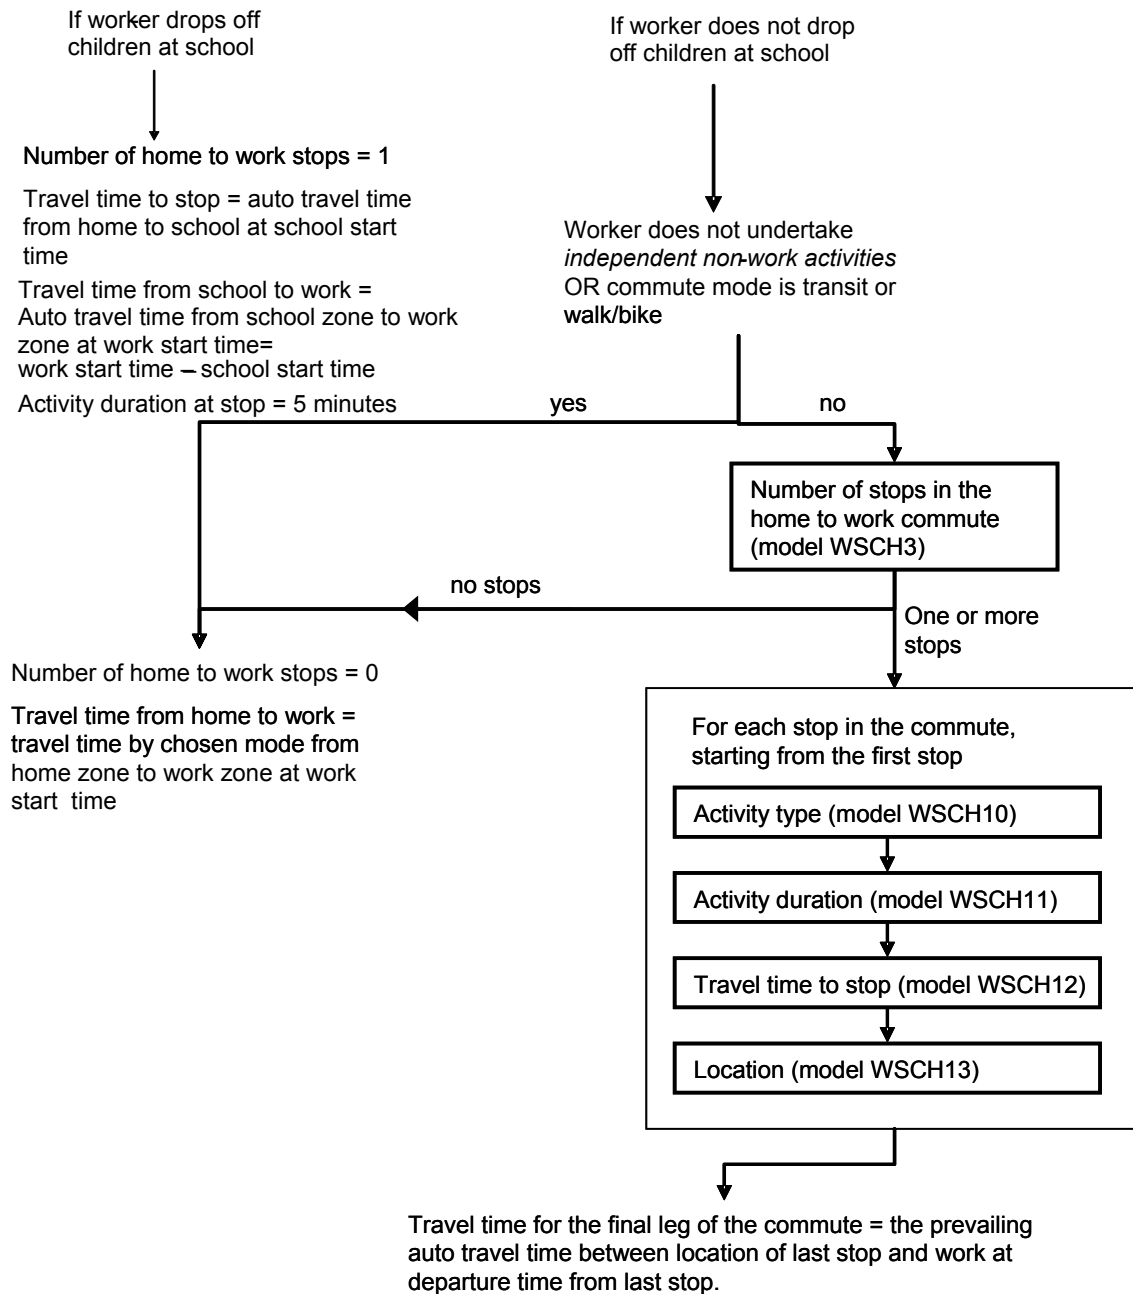 If worker drops off
children at school
If worker does not drop
off children at school
Number of home to work stops = 1
Travel time to stop = auto travel time
from home to school at school start
time
Travel time from school to work =
Auto travel time from school zone to work
zone at work start time=
work start time – school start time
Activity duration at stop = 5 minutes
Worker does not undertake
independent non-work activities
OR commute mode is transit or
walk/bike
yes
no
Number of stops in the
home to work commute
(model WSCH3)
no stops
One or more
stops
Number of home to work stops = 0
Travel time from home to work =
travel time by chosen mode from
home zone to work zone at work
start time
For each stop in the commute,
starting from the first stop
Activity type (model WSCH10)
Activity duration (model WSCH11)
Travel time to stop (model WSCH12)
Location (model WSCH13)
Travel time for the final leg of the commute = the prevailing
auto travel time between location of last stop and work at
departure time from last stop.